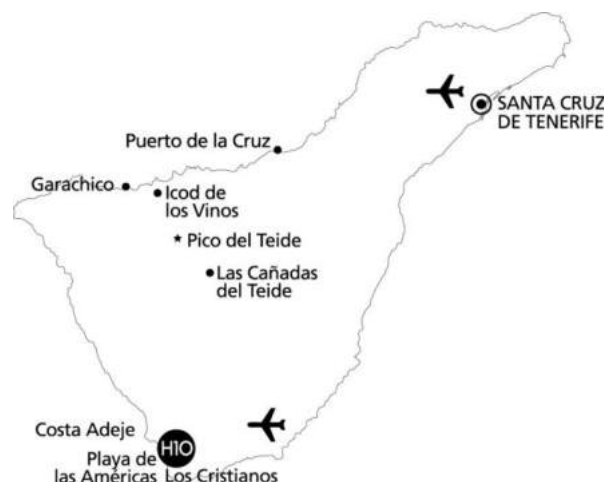 SANTA CRUZ
DE TENERIFE
Puerto de la Cruz
Garachico
Icod de
los Vinos
Pico del Teide
Las Cañadas
del Teide
Costa Adeje
H10
Playa de
las Américas
Los Cristianos